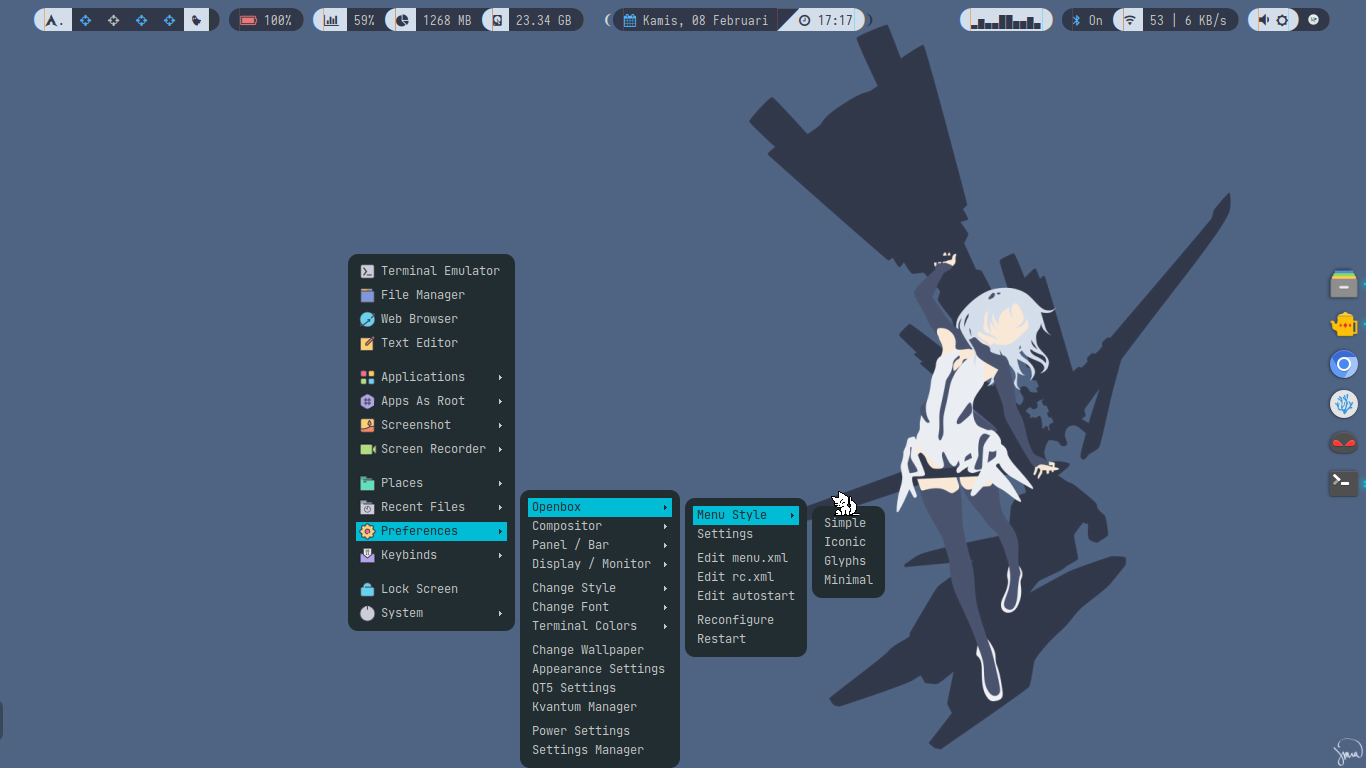 100%
59%
1268 MB
23.34 GB
Kamis, 08 Februari
17:17
On
53 | 6 KB/s
Terminal Emulator
File Manager
Web Browser
Text Editor
Applications
Apps As Root
Screenshot
Screen Recorder
Places
Recent Files
Preferences
Keybinds
Lock Screen
System
Openbox
Compositor
Panel / Bar
Display / Monitor
Change Style
Change Font
Terminal Colors
Change Wallpaper
Appearance Settings
QT5 Settings
Kvantum Manager
Power Settings
Settings Manager
Menu Style
Settings
Edit menu.xml
Edit rc.xml
Edit autostart
Reconfigure
Restart
Simple
Iconic
Glyphs
Minimal